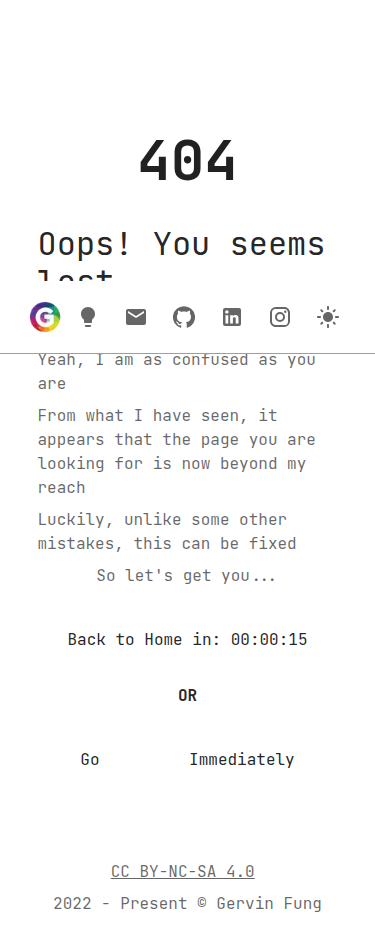 404
Oops! You seems
lost
Yeah, I am as confused as you
are
From what I have seen, it
appears that the page you are
looking for is now beyond my
reach
Luckily, unlike some other
mistakes, this can be fixed
So let's get you...
Back to Home in: 00:00:15
OR
Go Immediately
CC BY-NC-SA 4.0
2022 - Present © Gervin Fung